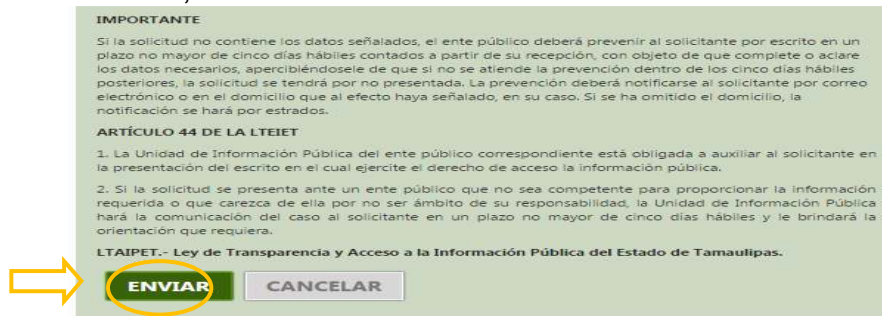 IMPORTANTE
Si la solicitud no contiene los datos señalados, el ente público deberá prevenir al solicitante por escrito en un
plazo no mayor de cinco días hábiles contados a partir de su recepción, con objeto de que complete o aclare
los datos necesarios, apercibiéndosele de que si no se atiende la prevención dentro de los cinco días hábiles
posteriores, la solicitud se tendrá por no presentada. La prevención deberá notificarse al solicitante por correo
electrónico o en el domicilio que al efecto haya señalado, en su caso. Si se ha omitido el domicilio, la
notificación se hará por estrados.
ARTÍCULO 44 DE LA LTEIET
1. La Unidad de Información Pública del ente público correspondiente está obligada a auxiliar al solicitante en
la presentación del escrito en el cual ejercite el derecho de acceso la información pública.
2. Si la solicitud se presenta ante un ente público que no sea competente para proporcionar la información
requerida o que carezca de ella por no ser ámbito de su responsabilidad, la Unidad de Información Pública
hará la comunicación del caso al solicitante en un plazo no mayor de cinco días hábiles y le brindará la
orientación que requiera.
LTAIPET.- Ley de Transparencia y Acceso a la Información Pública del Estado de Tamaulipas.
ENVIAR CANCELAR